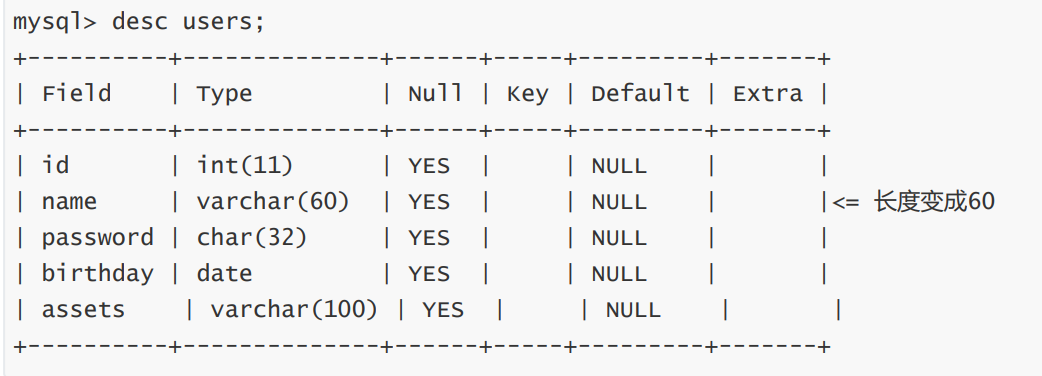 mysql> desc users;
+----------+--------------+------+-----+---------+-------+
| Field    | Type         | Null | Key | Default | Extra |
+----------+--------------+------+-----+---------+-------+
| id       | int(11)      | YES  |     | NULL    |       |
| name     | varchar(60)  | YES  |     | NULL    |       |<= 长度变成60
| password | char(32)     | YES  |     | NULL    |       |
| birthday | date         | YES  |     | NULL    |       |
| assets    | varchar(100) | YES  |     | NULL    |       |
+----------+--------------+------+-----+---------+-------+